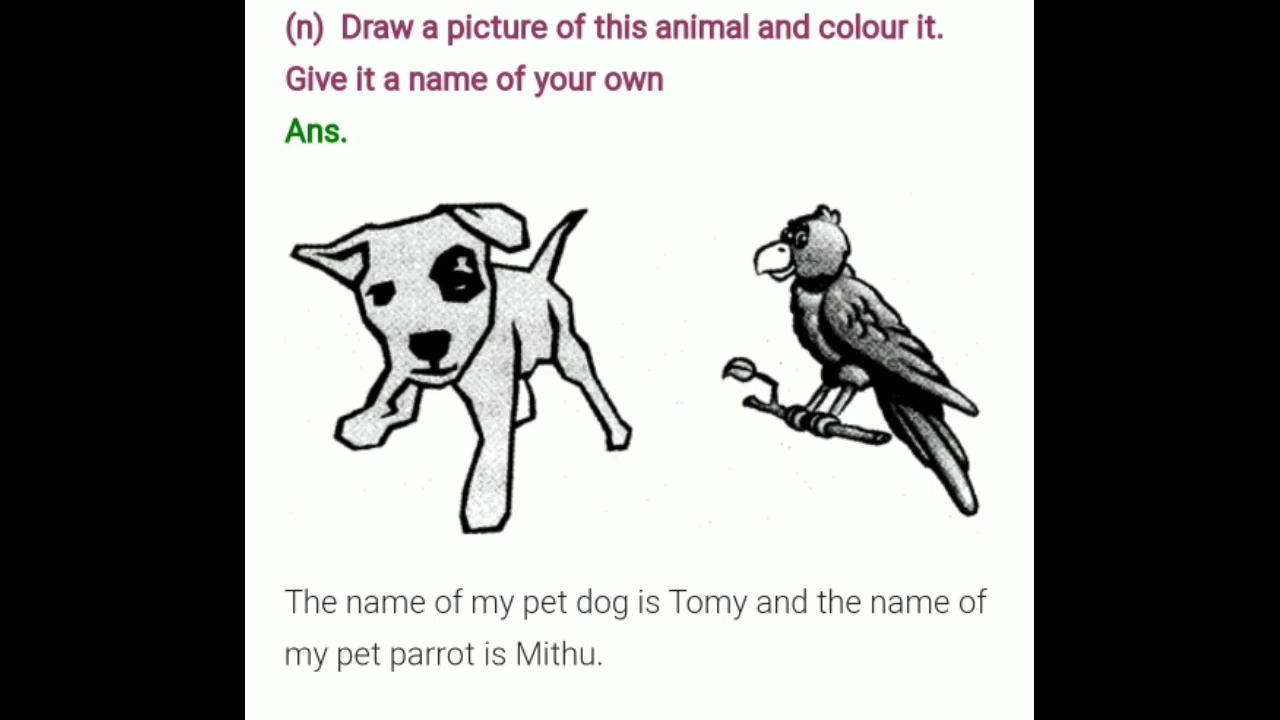 (n) Draw a picture of this animal and colour it.
Give it a name of your own
Ans.
The name of my pet dog is Tomy and the name of
my pet parrot is Mithu.